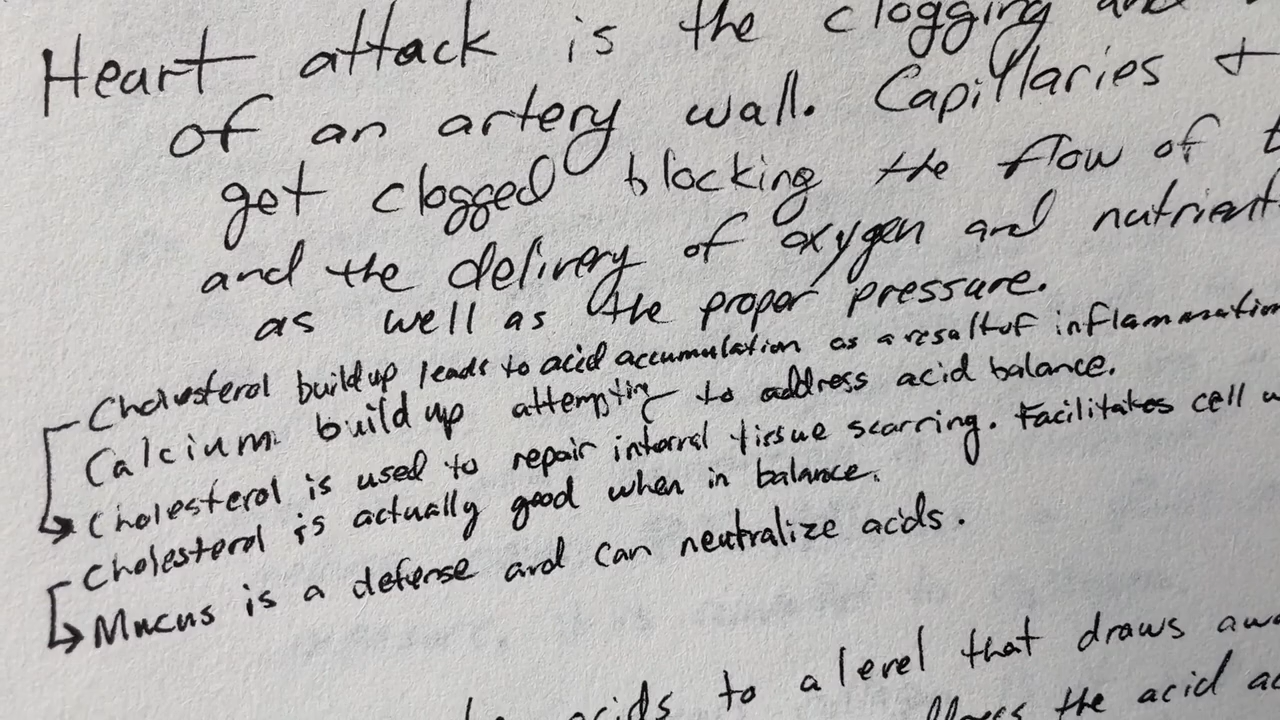 Heart attack is the clogging and
of an artery wall. Capillaries
get clogged blocking the flow of
and the delivery of oxygen and nutrient
as well as the proper pressure.
Cholesterol buildup leads to acid accumulation as a result of inflammation
Calcium build up attempting to address acid balance.
Cholesterol is used to repair internal tissue scarring. Facilitates cell
Cholesterol is actually good when in balance.
Mucus is a defense and can neutralize acids.
acids to a level that draws
the acid